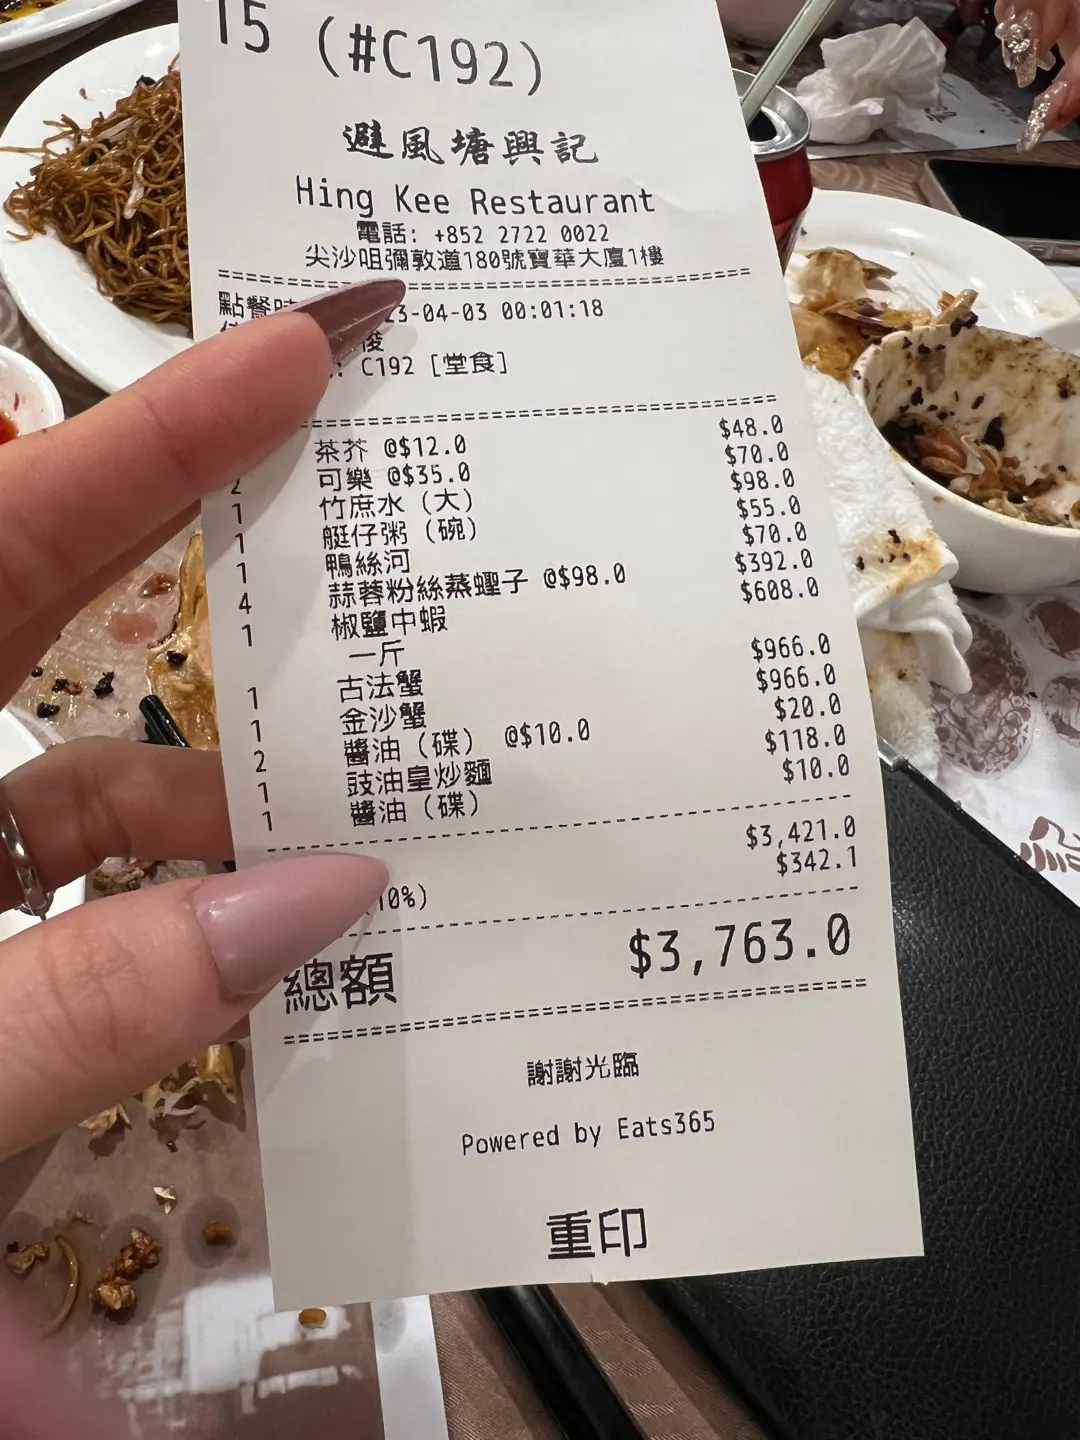 15 (#C192)
避風塘興記
Hing Kee Restaurant
電話: +852 2722 0022
尖沙咀彌敦道180號寶華大廈1樓
點餐時 23-04-03 00:01:18
俊
: C192 [堂食]
茶芥 @$12.0 $48.0
2 可樂 @$35.0 $70.0
1 竹庶水 (大) $98.0
1 艇仔粥 (碗) $55.0
1 鴨絲河 $70.0
4 蒜蓉粉絲蒸蟶子 @$98.0 $392.0
1 椒鹽中蝦 $608.0
一斤
1 古法蟹 $966.0
1 金沙蟹 $966.0
2 醬油 (碟) @$10.0 $20.0
1 豉油皇炒麵 $118.0
1 醬油 (碟) $10.0
$3,421.0
(10%) $342.1
總額 $3,763.0
謝謝光臨
Powered by Eats365
重印